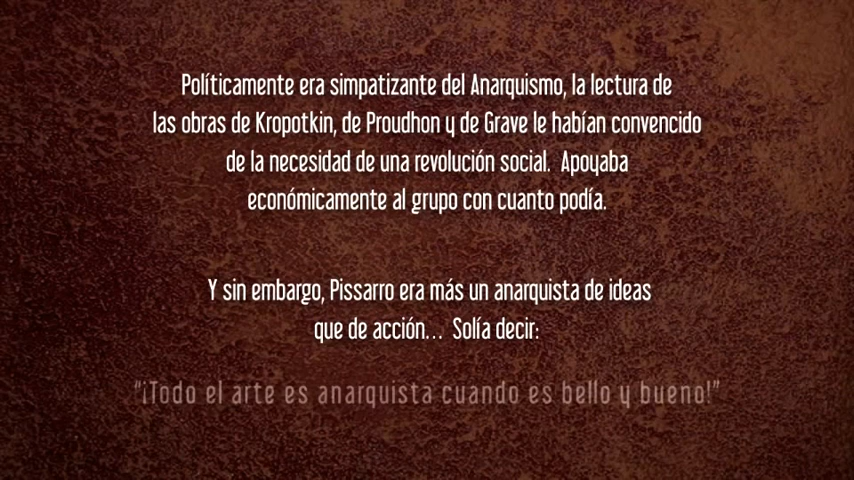 Políticamente era simpatizante del Anarquismo, la lectura de
las obras de Kropotkin, de Proudhon y de Grave le habían convencido
de la necesidad de una revolución social.  Apoyaba
económicamente al grupo con cuanto podía.
Y sin embargo, Pissarro era más un anarquista de ideas
que de acción...  Solía decir:
“¡Todo el arte es anarquista cuando es bello y bueno!”